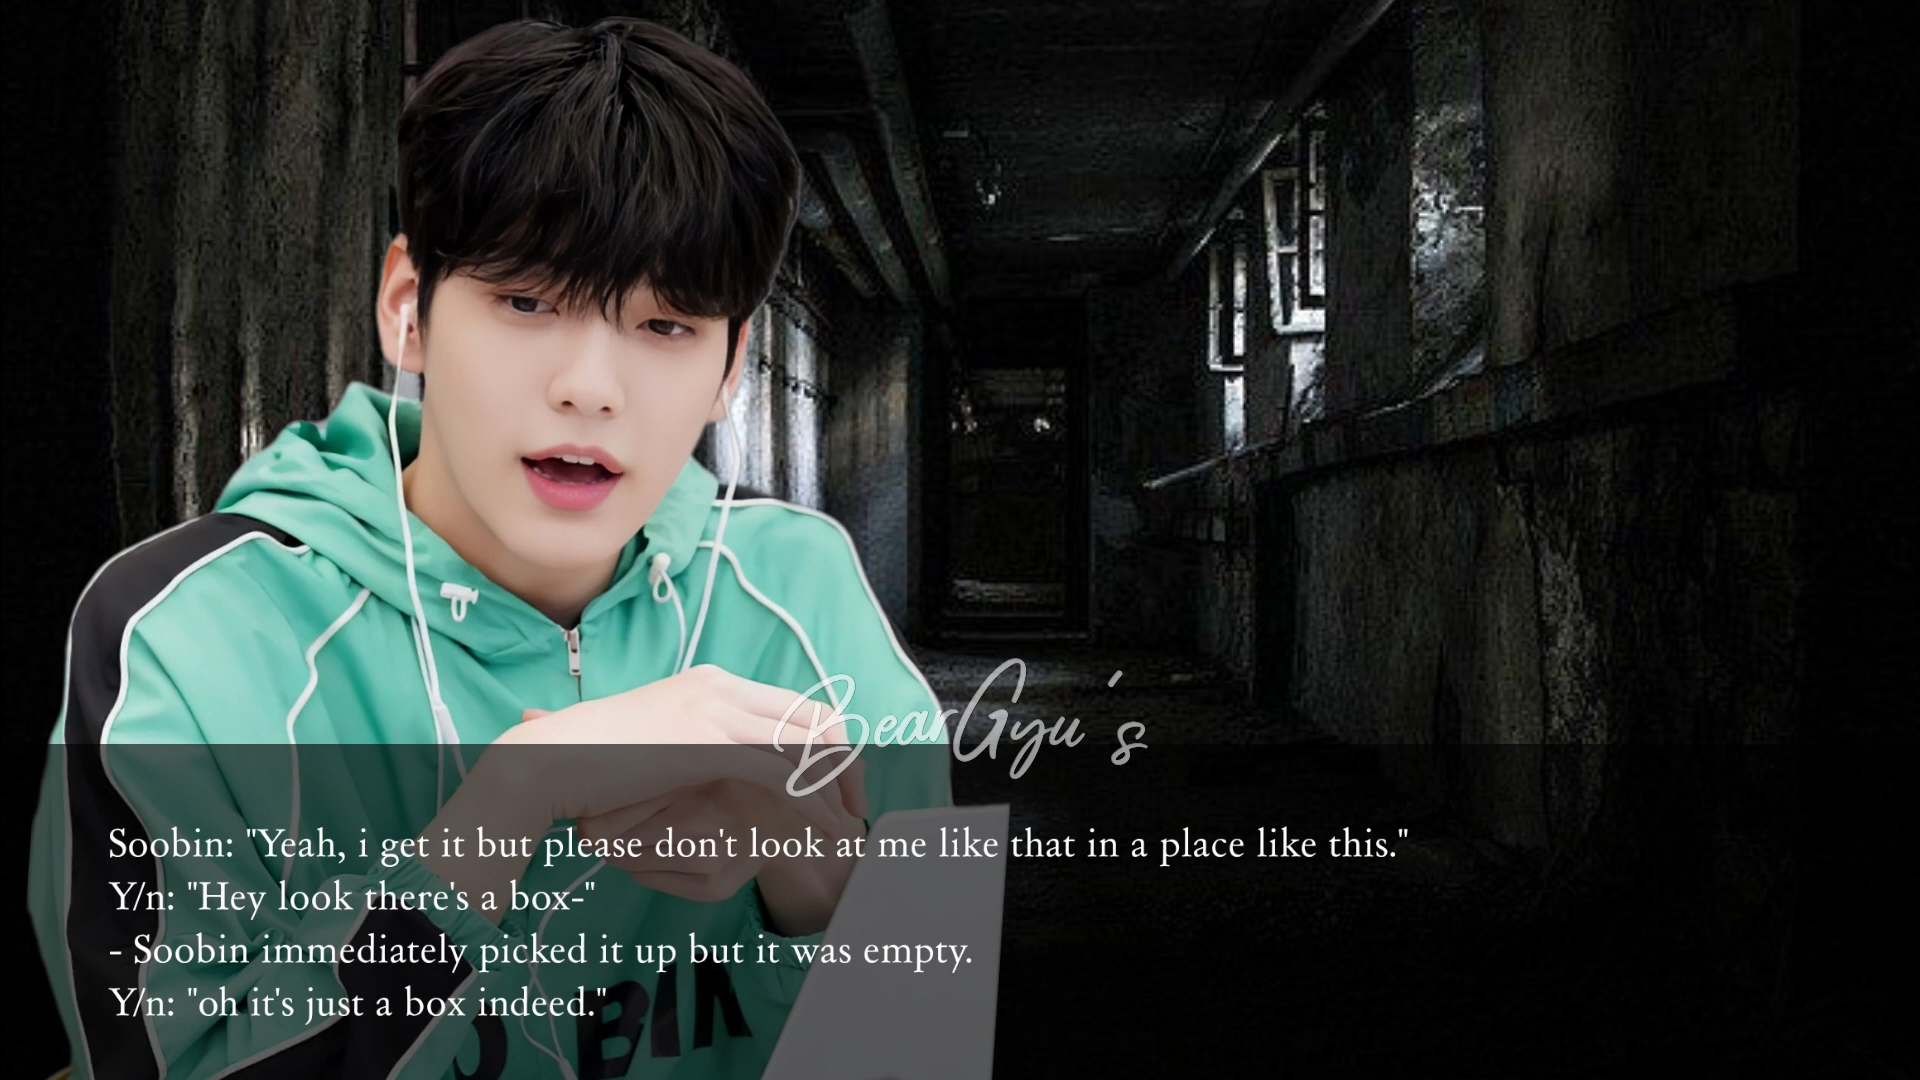 BearGyu's
Soobin: "Yeah, i get it but please don't look at me like that in a place like this."
Y/n: "Hey look there's a box-"
- Soobin immediately picked it up but it was empty.
Y/n: "oh it's just a box indeed."